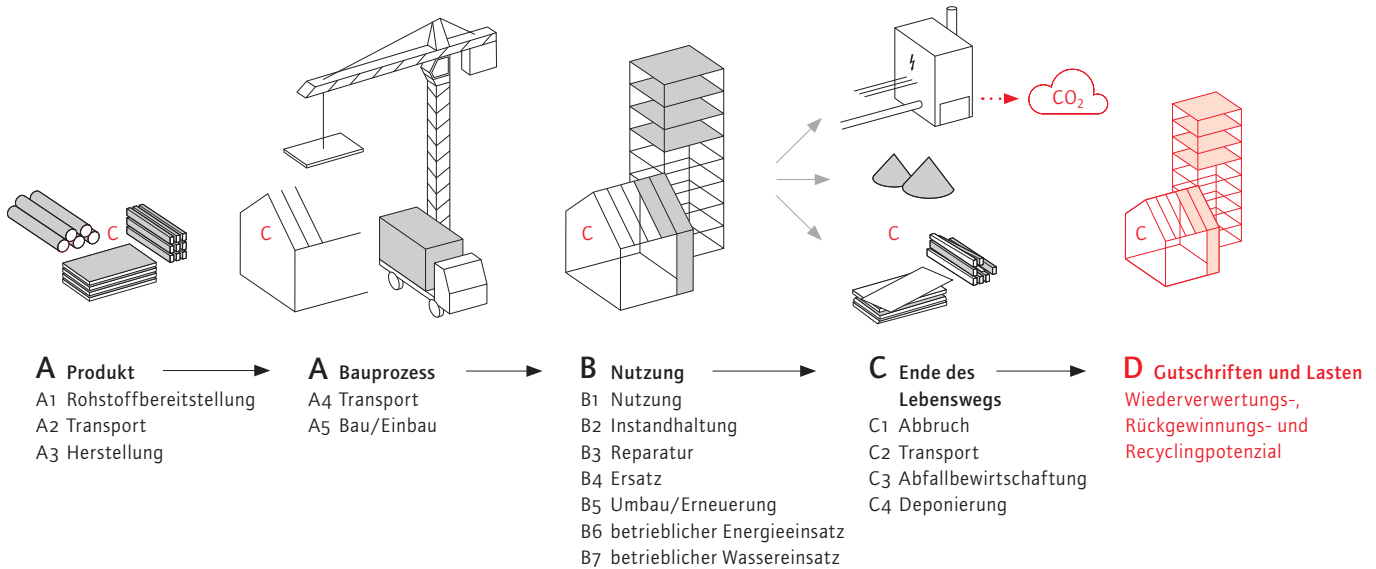 C
C
C
C
CO₂
C
A Produkt
A1 Rohstoffbereitstellung
A2 Transport
A3 Herstellung
A Bauprozess
A4 Transport
A5 Bau/Einbau
B Nutzung
B1 Nutzung
B2 Instandhaltung
B3 Reparatur
B4 Ersatz
B5 Umbau/Erneuerung
B6 betrieblicher Energieeinsatz
B7 betrieblicher Wassereinsatz
C Ende des
Lebenswegs
C1 Abbruch
C2 Transport
C3 Abfallbewirtschaftung
C4 Deponierung
D Gutschriften und Lasten
Wiederverwertungs-,
Rückgewinnungs- und
Recyclingpotenzial